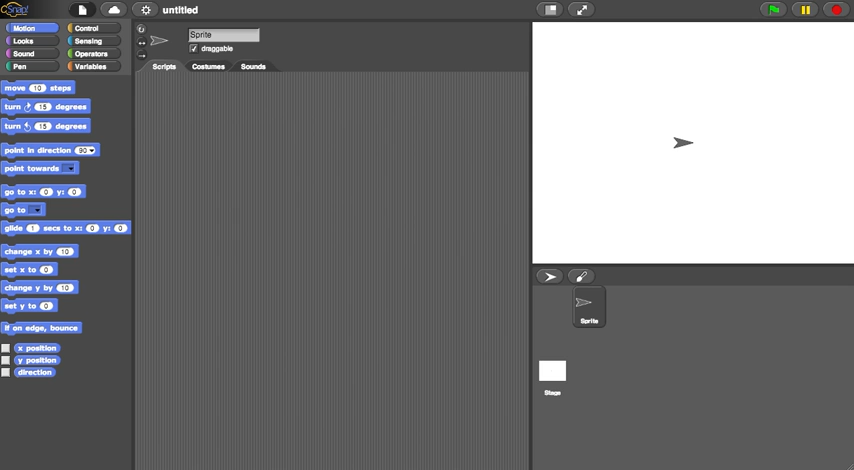 Snap!
untitled
Motion
Control
Looks
Sensing
Sound
Operators
Pen
Variables
Sprite
draggable
Scripts Costumes Sounds
move 10 steps
turn 15 degrees
turn 15 degrees
point in direction 90
point towards
go to x: 0 y: 0
go to
glide 1 secs to x: 0 y: 0
change x by 10
set x to 0
change y by 10
set y to 0
if on edge, bounce
x position
y position
direction
Sprite
Stage